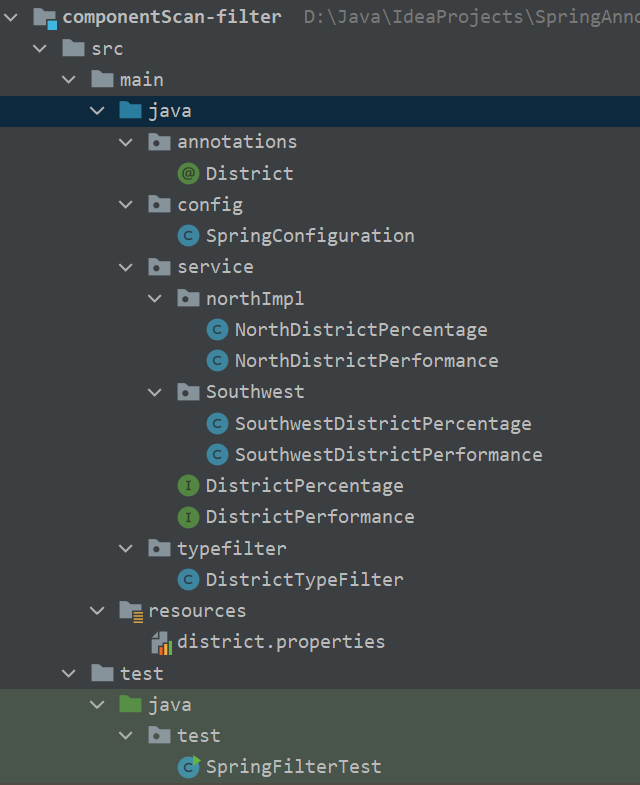 componentScan-filter D:\Java\IdeaProjects\SpringAnno
src
main
java
annotations
@ District
config
C SpringConfiguration
service
northImpl
C NorthDistrictPercentage
C NorthDistrictPerformance
Southwest
C SouthwestDistrictPercentage
C SouthwestDistrictPerformance
I DistrictPercentage
I DistrictPerformance
typefilter
C DistrictTypeFilter
resources
district.properties
test
java
test
C SpringFilterTest